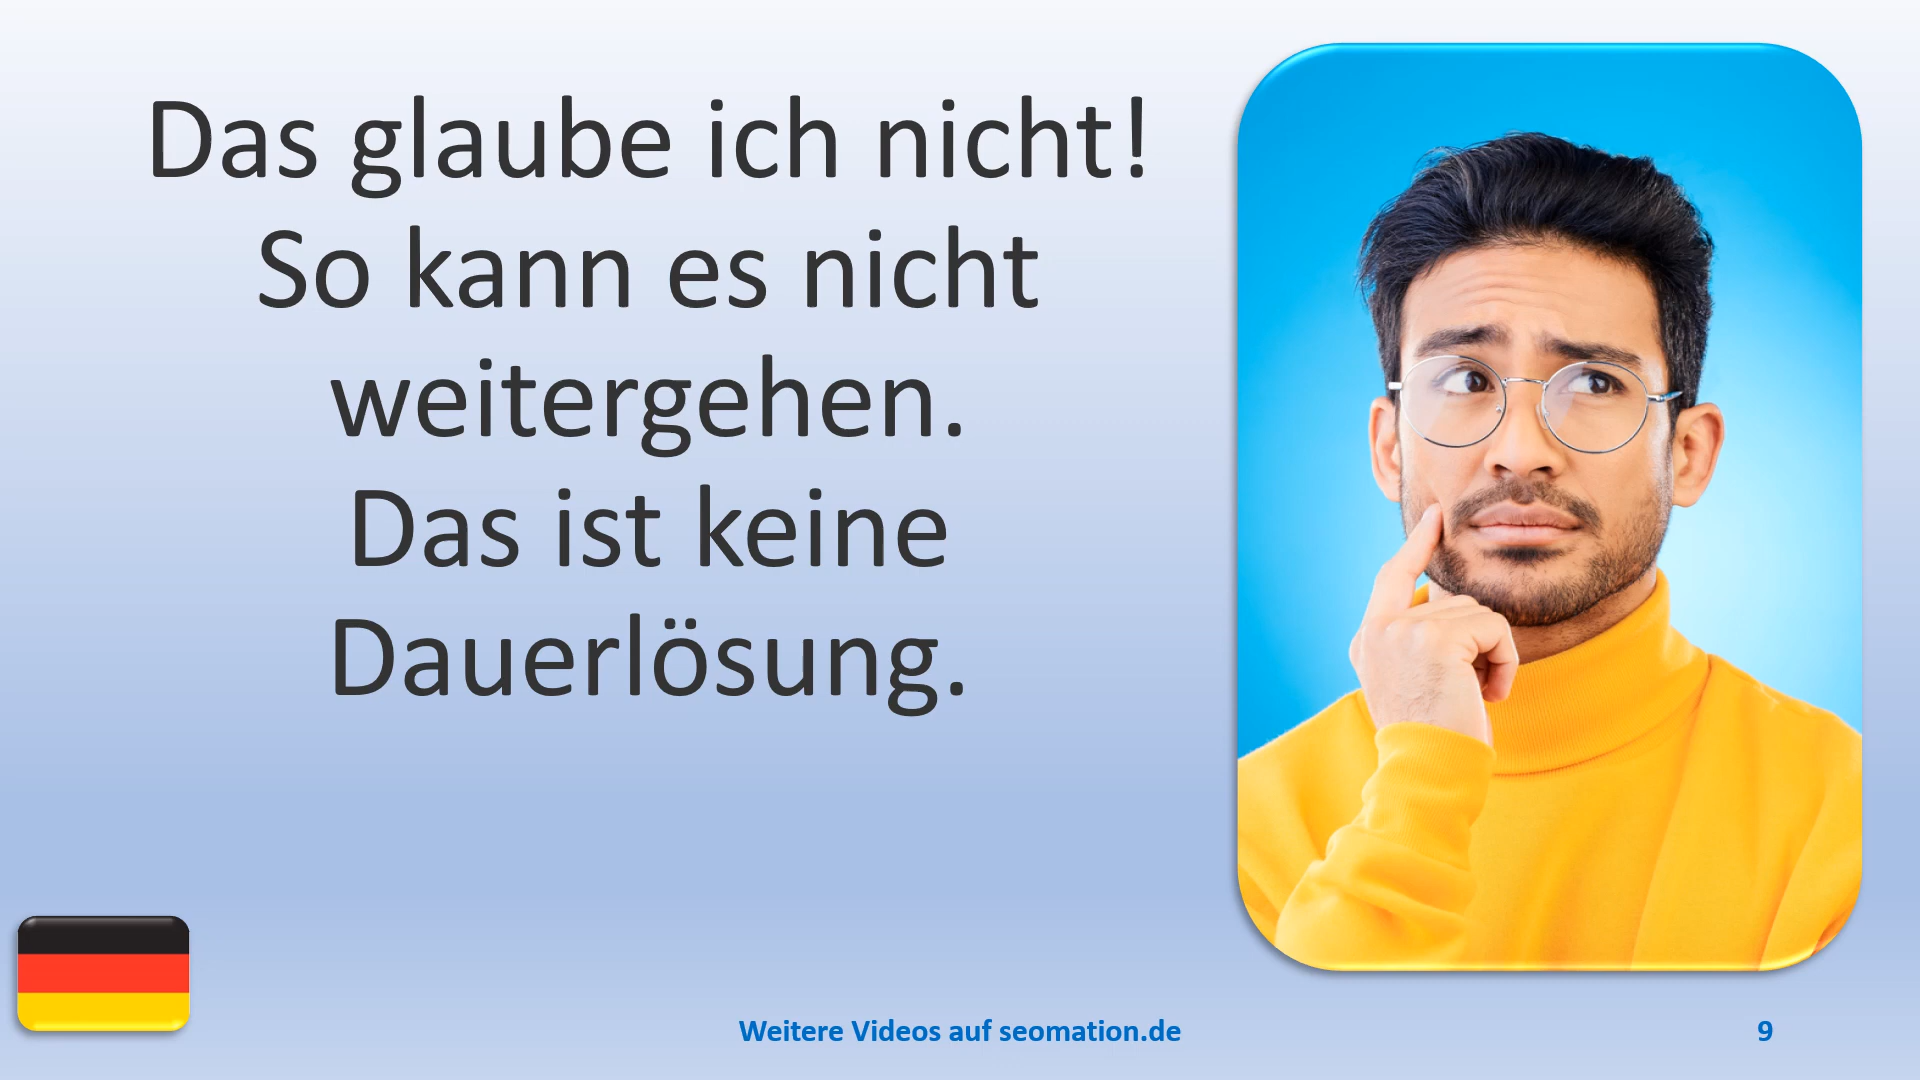 Das glaube ich nicht!
So kann es nicht
weitergehen.
Das ist keine
Dauerlösung.
Weitere Videos auf seomation.de
9